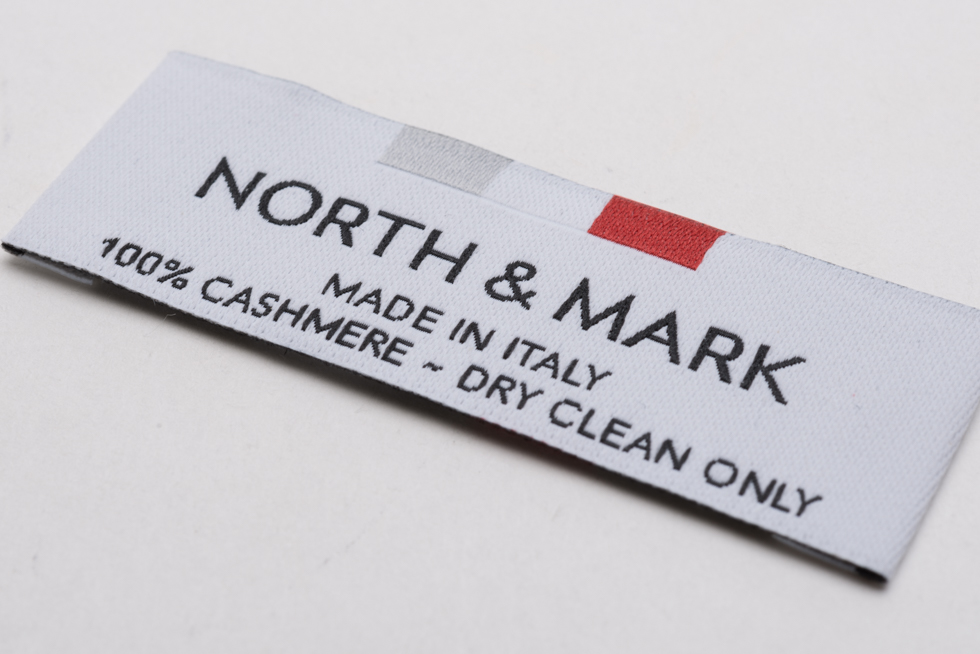 NORTH & MARK
MADE IN ITALY
100% CASHMERE ~ DRY CLEAN ONLY